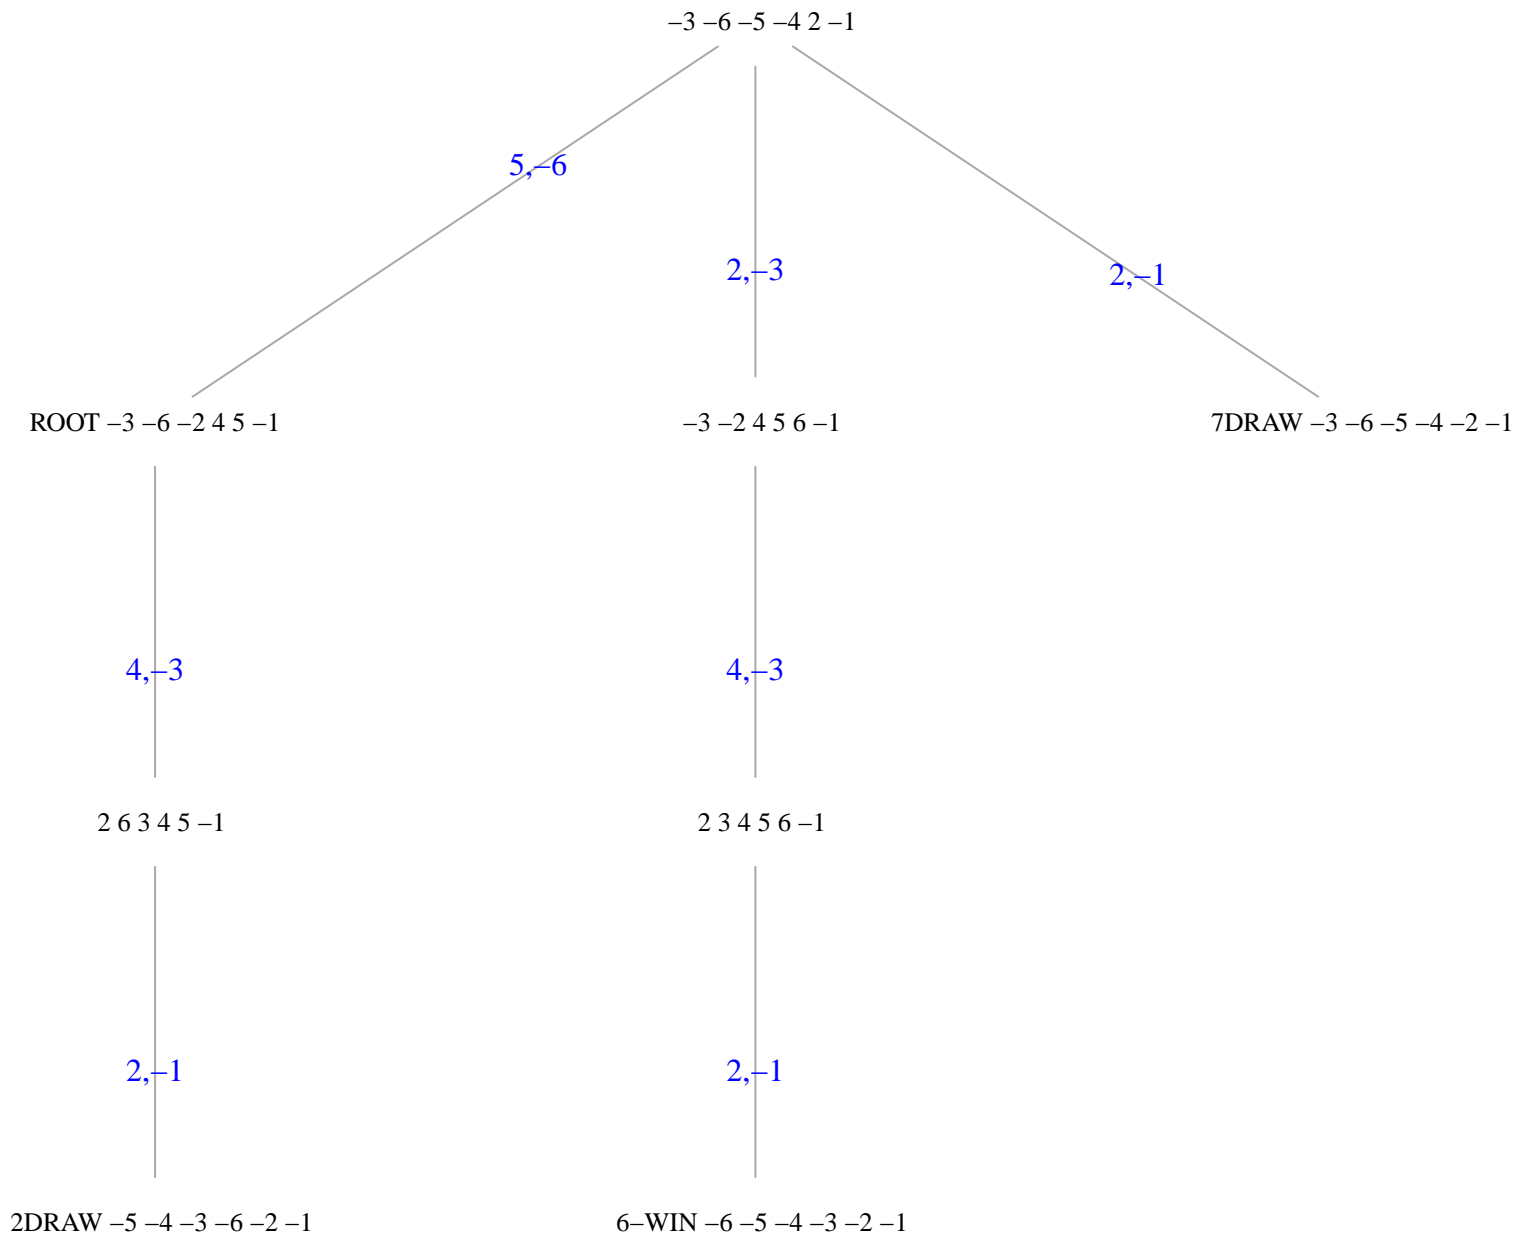 –3 –6 –5 –4 2 –1
5,–6
2,–3
2,–1
ROOT –3 –6 –2 4 5 –1
–3 –2 4 5 6 –1
7DRAW –3 –6 –5 –4 –2 –1
4,–3
4,–3
2 6 3 4 5 –1
2 3 4 5 6 –1
2,–1
2,–1
2DRAW –5 –4 –3 –6 –2 –1
6–WIN –6 –5 –4 –3 –2 –1